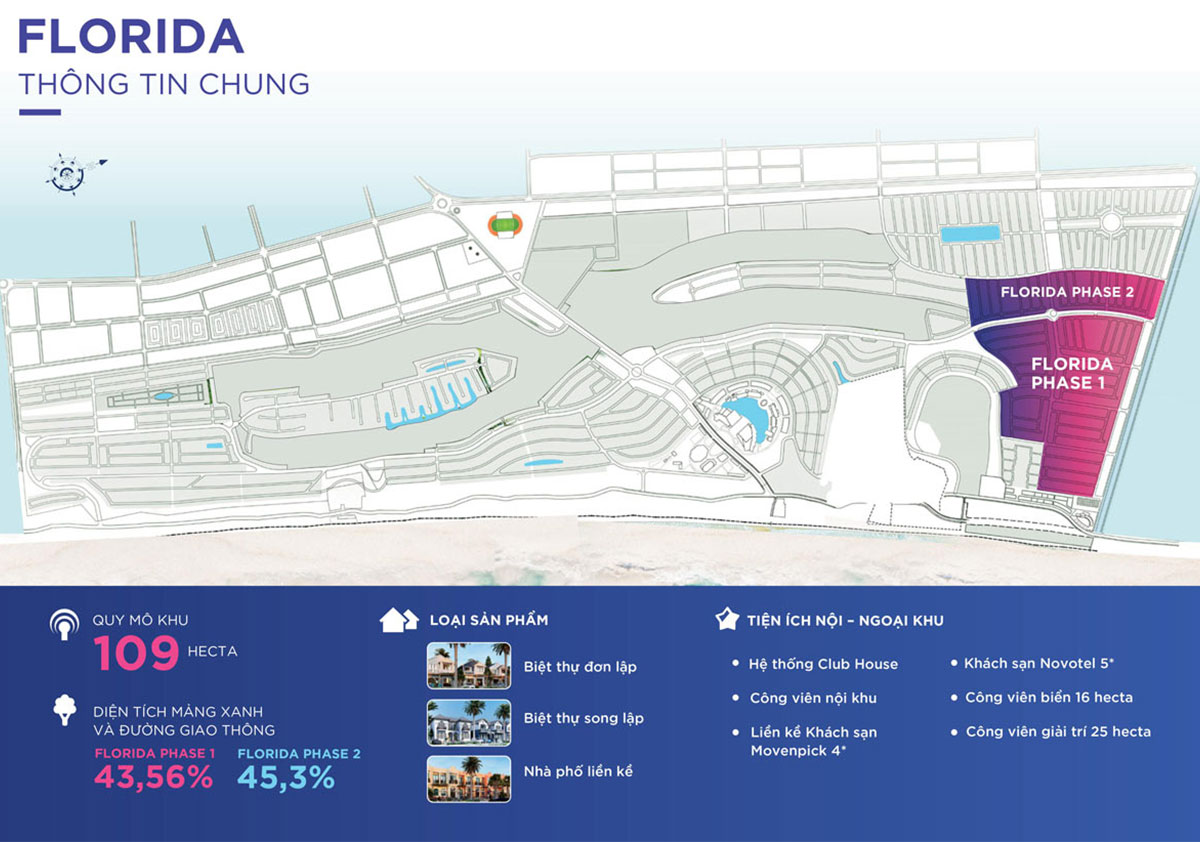 FLORIDA
THÔNG TIN CHUNG
FLORIDA PHASE 2
FLORIDA
PHASE 1
QUY MÔ KHU
109 HECTA
DIỆN TÍCH MẢNG XANH
VÀ ĐƯỜNG GIAO THÔNG
FLORIDA PHASE 1
43,56%
FLORIDA PHASE 2
45,3%
LOẠI SẢN PHẨM
Biệt thự đơn lập
Biệt thự song lập
Nhà phố liền kề
TIỆN ÍCH NỘI – NGOẠI KHU
• Hệ thống Club House
• Công viên nội khu
• Liền kề Khách sạn
Movenpick 4*
• Khách sạn Novotel 5*
• Công viên biển 16 hecta
• Công viên giải trí 25 hecta